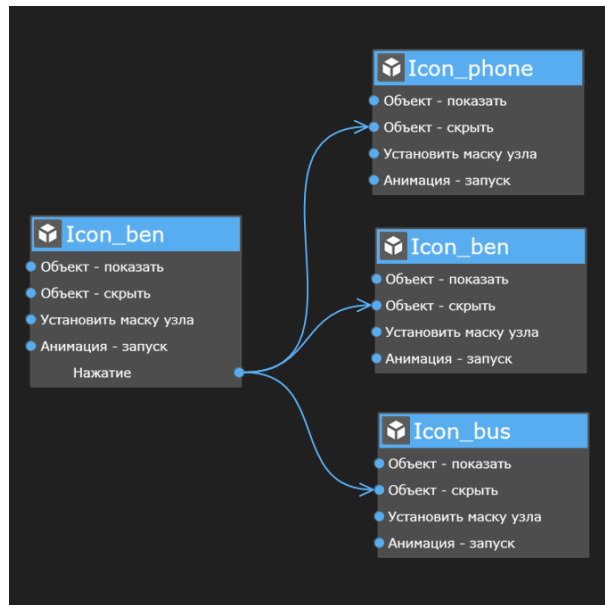 Icon_ben
Объект - показать
Объект - скрыть
Установить маску узла
Анимация - запуск
Нажатие
Icon_phone
Объект - показать
Объект - скрыть
Установить маску узла
Анимация - запуск
Icon_ben
Объект - показать
Объект - скрыть
Установить маску узла
Анимация - запуск
Icon_bus
Объект - показать
Объект - скрыть
Установить маску узла
Анимация - запуск